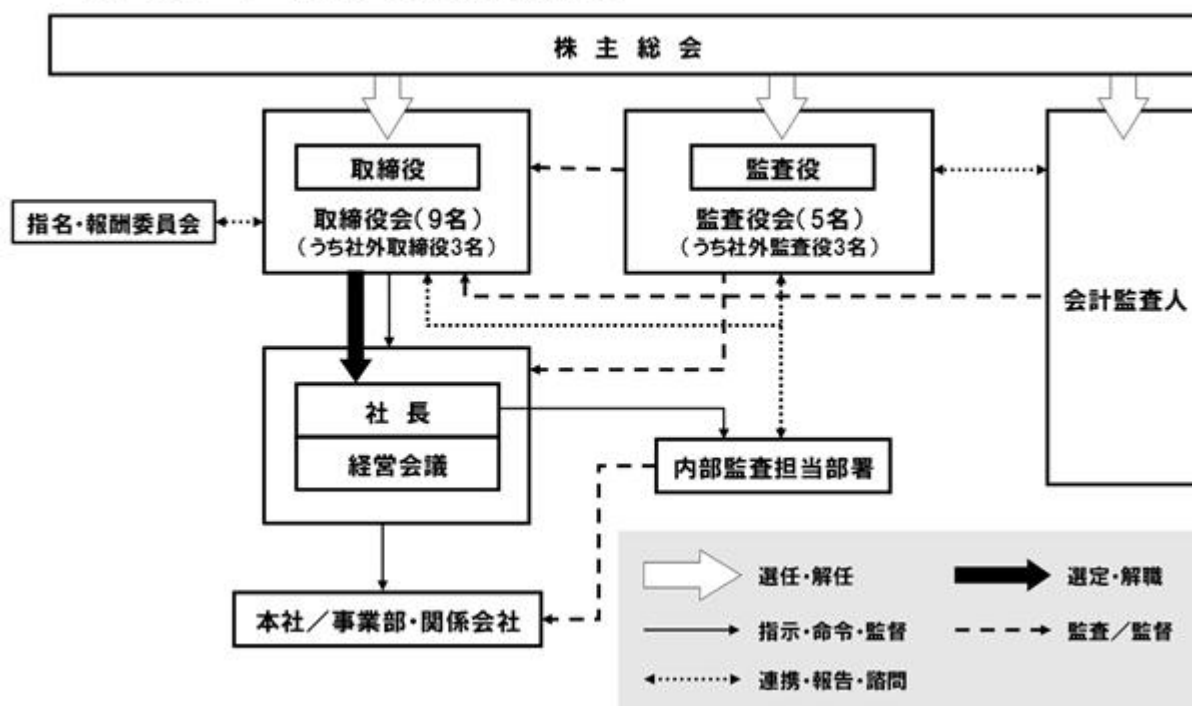 株主総会
取締役
監査役
指名・報酬委員会
取締役会(9名)
(うち社外取締役3名)
監査役会(5名)
(うち社外監査役3名)
会計監査人
社長
経営会議
内部監査担当部署
本社／事業部・関係会社
選任・解任
選定・解職
指示・命令・監督
監査／監督
連携・報告・諮問